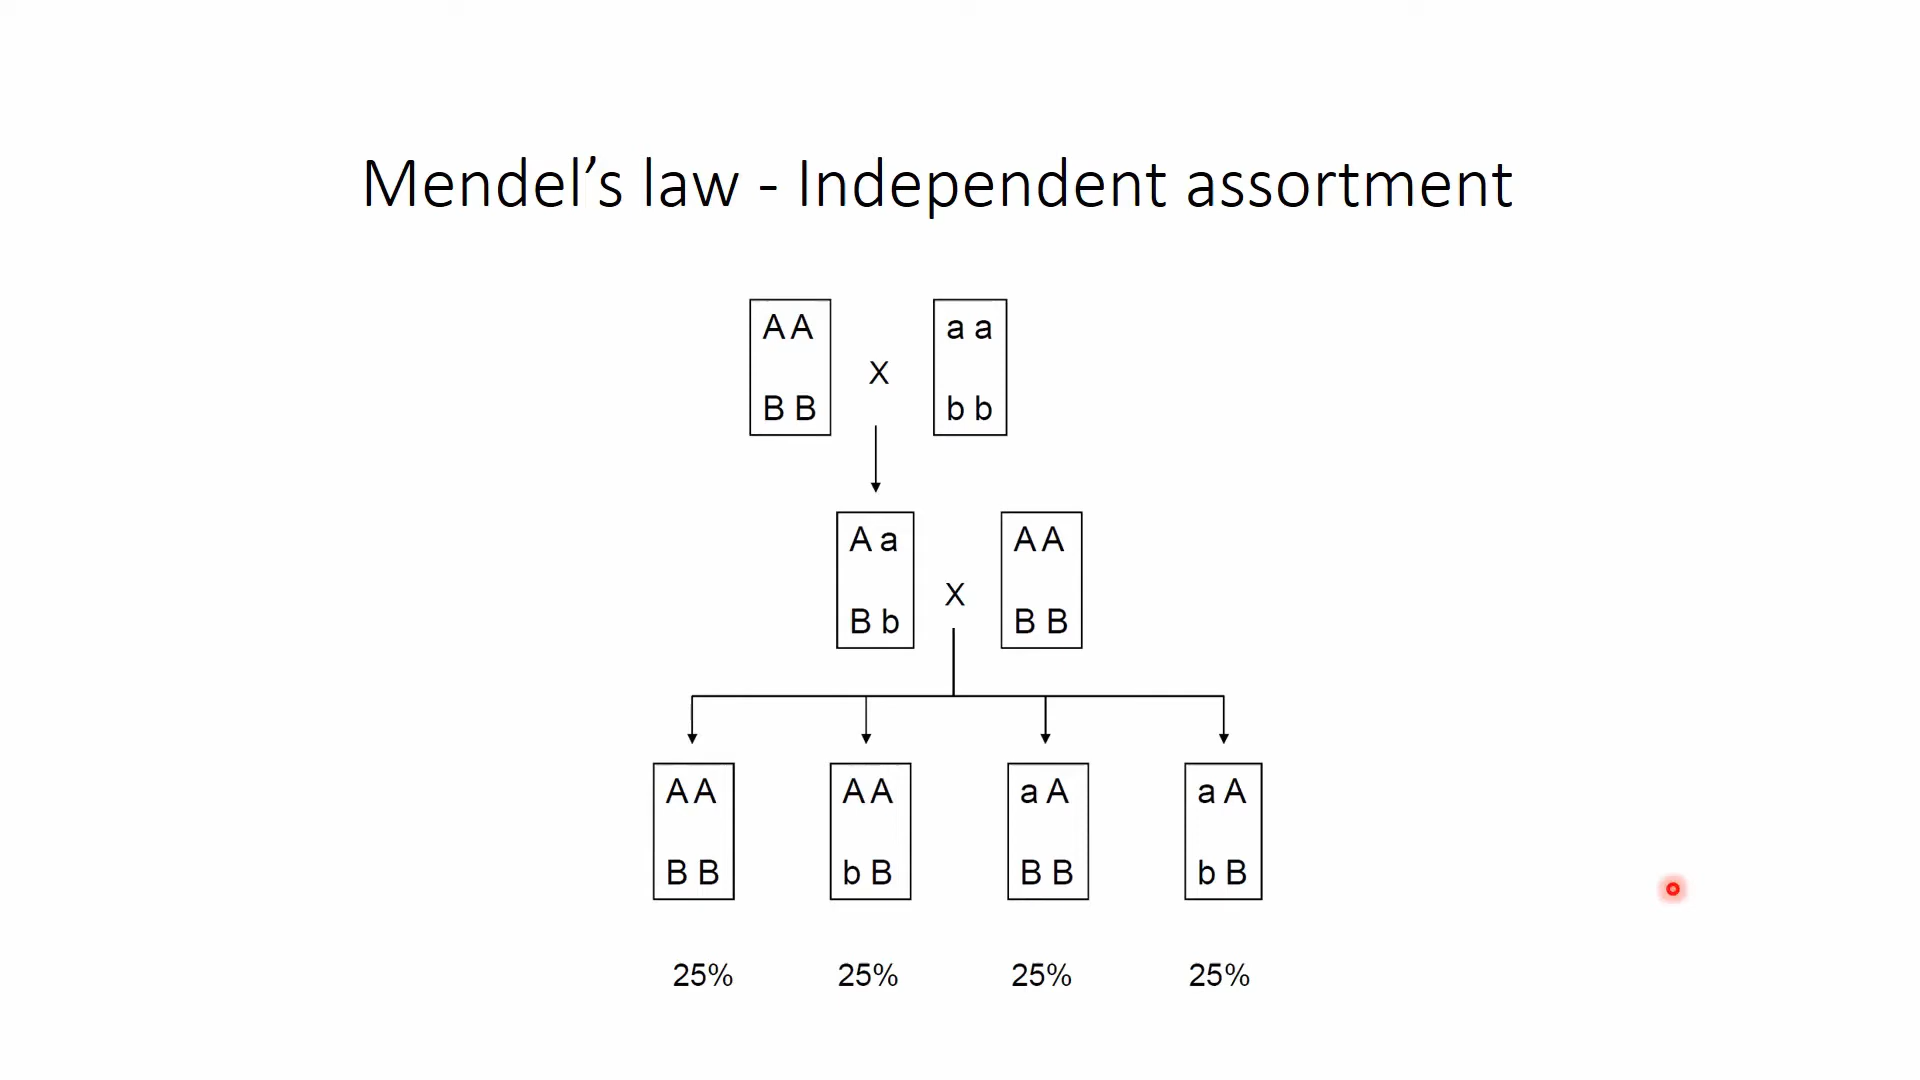 Mendel’s law - Independent assortment
A A a a
X
B B b b
A a A A
X
B b B B
A A A A a A a A
B B b B B B b B
25% 25% 25% 25%